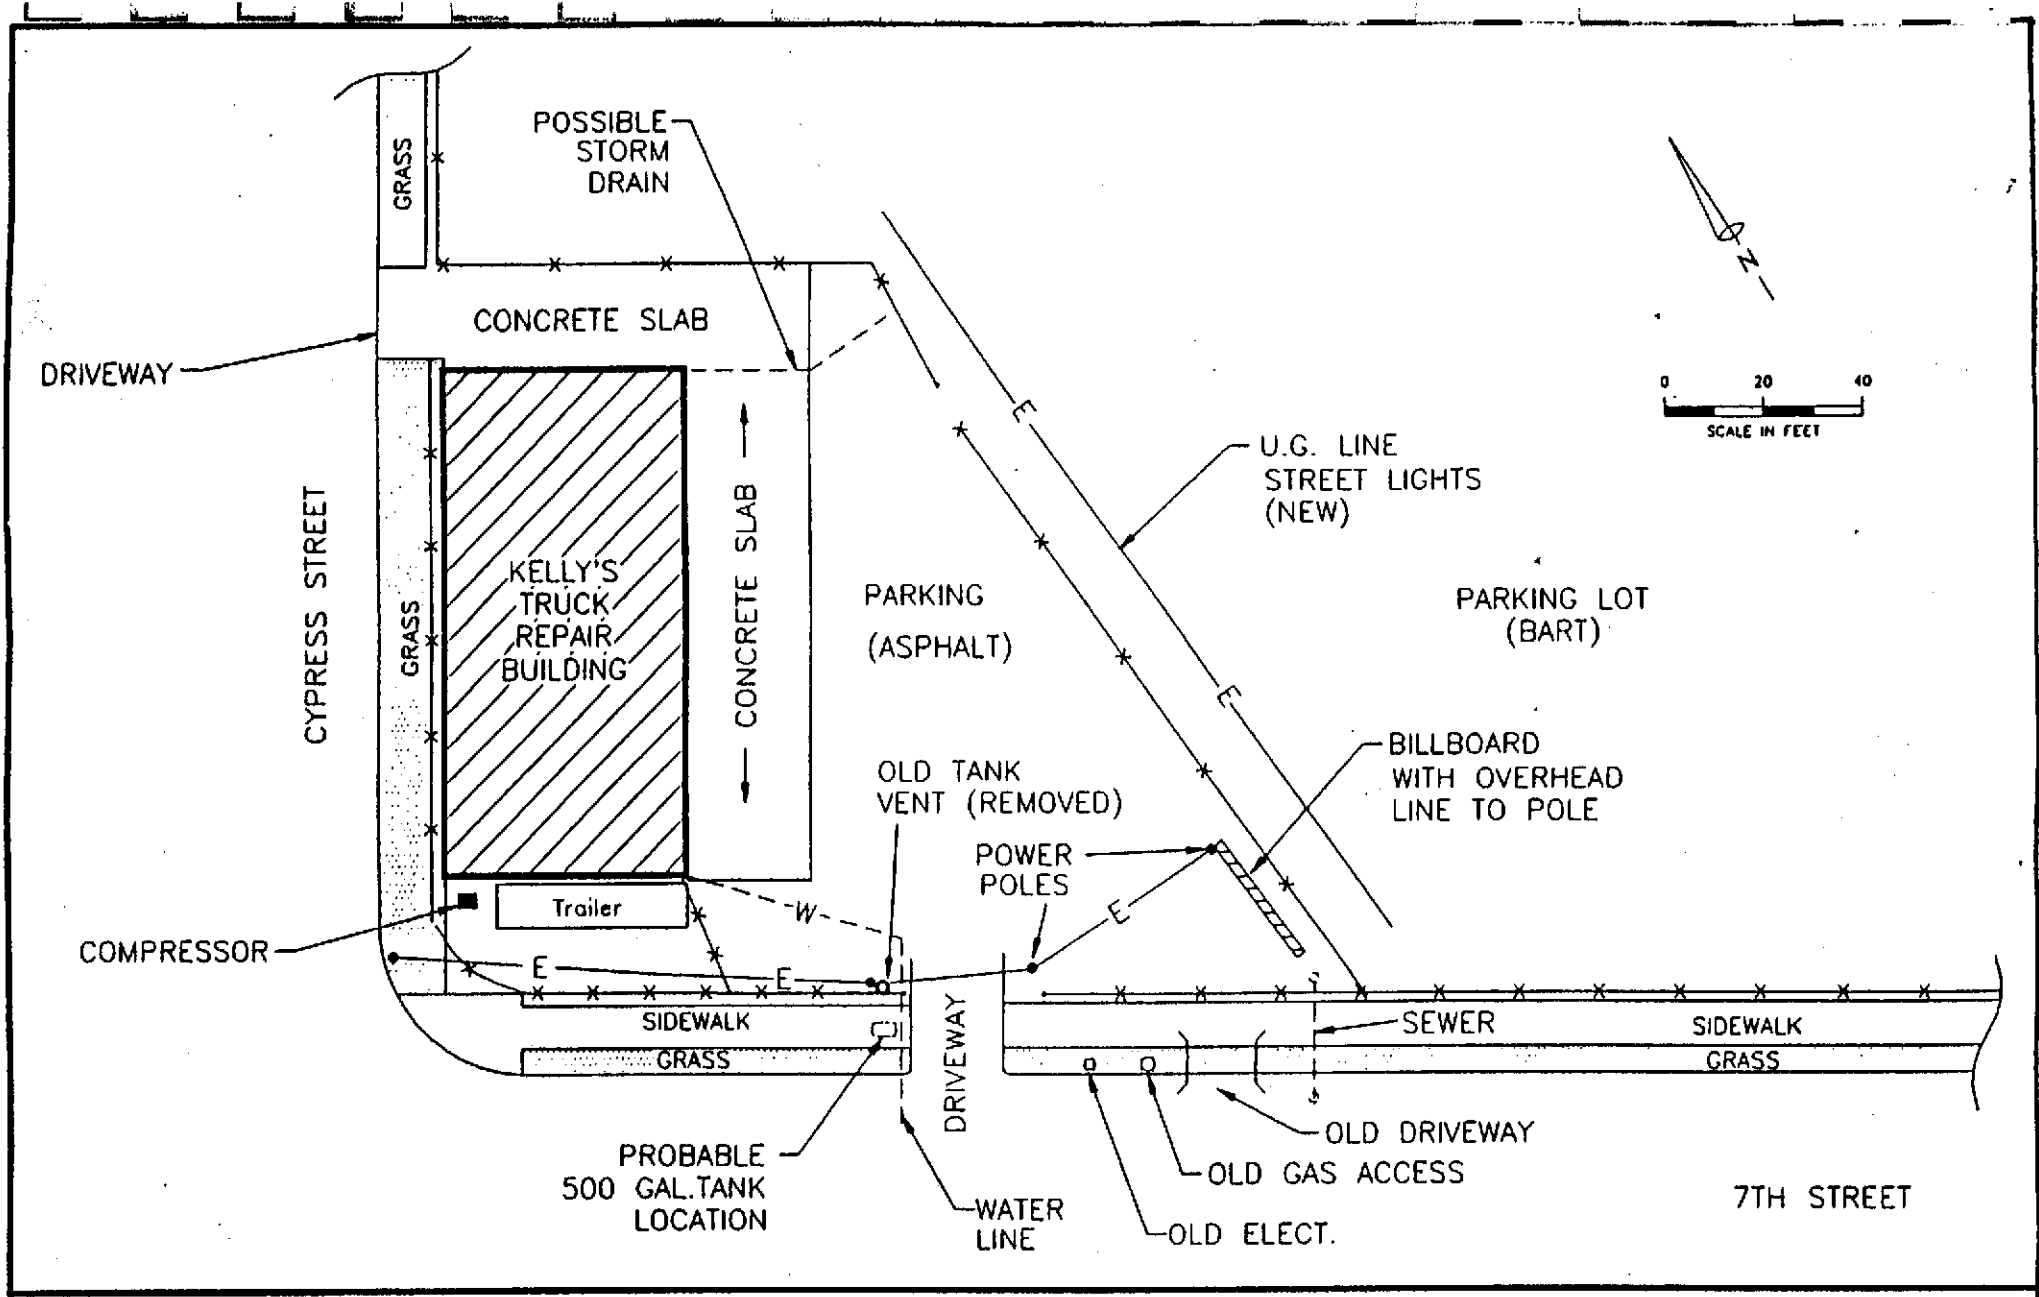 POSSIBLE
STORM
DRAIN
GRASS
N
CONCRETE SLAB
DRIVEWAY
0 20 40
SCALE IN FEET
E
U.G. LINE
STREET LIGHTS
(NEW)
CYPRESS STREET
GRASS
KELLY'S
TRUCK
REPAIR
BUILDING
CONCRETE SLAB
PARKING
(ASPHALT)
PARKING LOT
(BART)
E
BILLBOARD
WITH OVERHEAD
LINE TO POLE
OLD TANK
VENT (REMOVED)
POWER
POLES
Trailer
W
E
COMPRESSOR
E
E
SIDEWALK
GRASS
DRIVEWAY
SEWER
SIDEWALK
GRASS
PROBABLE
500 GAL.TANK
LOCATION
WATER
LINE
OLD DRIVEWAY
OLD GAS ACCESS
OLD ELECT.
7TH STREET